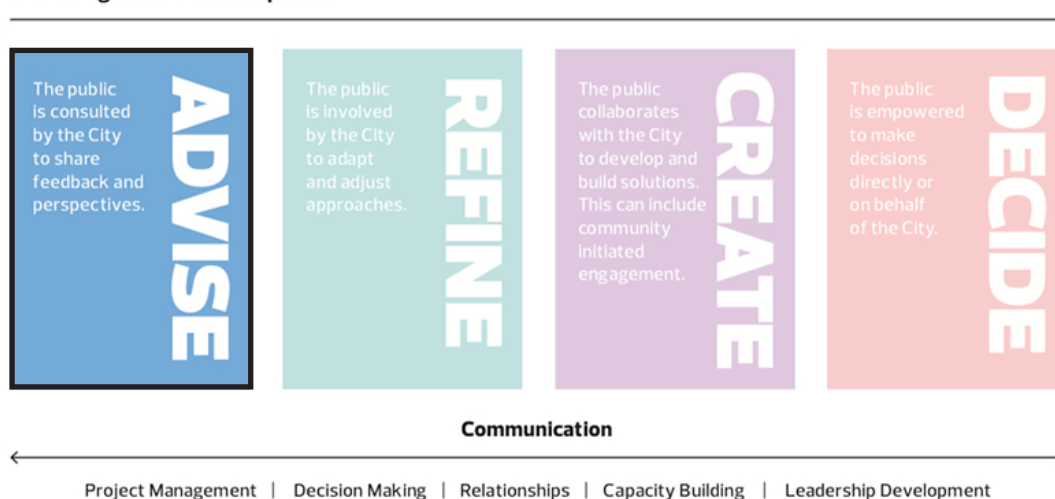 The public
is consulted
by the City
to share
feedback and
perspectives.
ADVISE
The public
is involved
by the City
to adapt
and adjust
approaches.
REFINE
The public
collaborates
with the City
to develop and
build solutions.
This can include
community
initiated
engagement.
CREATE
The public
is empowered
to make
decisions
directly or
on behalf
of the City.
DECIDE
Communication
Project Management | Decision Making | Relationships | Capacity Building | Leadership Development